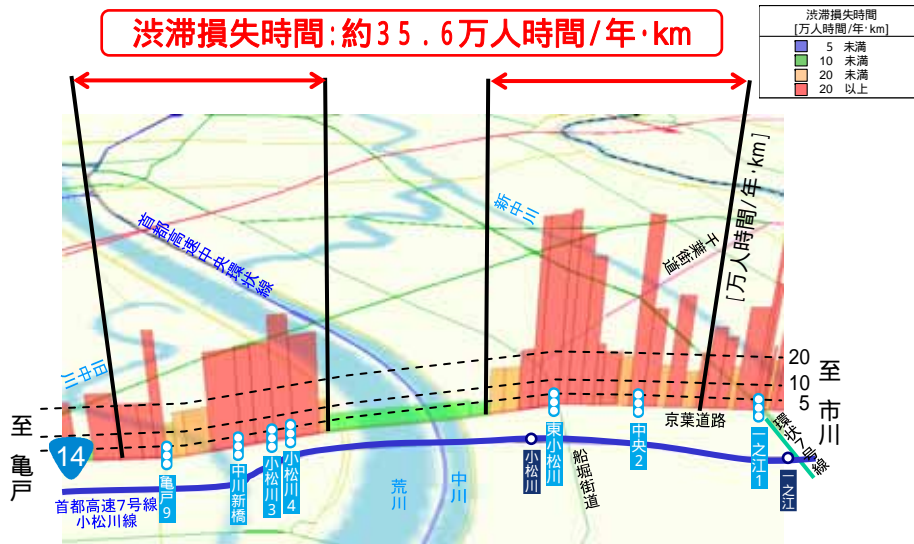 渋滞損失時間:約35.6万人時間/年・km
渋滞損失時間
[万人時間/年・km]
5 未満
10 未満
20 未満
20 以上
首都高速中央環状線
新中川
千葉街道
[万人時間/年・km]
旧中川
20
10
5
至
亀戸
14
至
市川
京葉道路
環状7号線
亀戸9
中川新橋
小松川3
小松川4
荒川
中川
小松川
東小松川
船堀街道
中央2
一之江1
一之江
首都高速7号線
小松川線